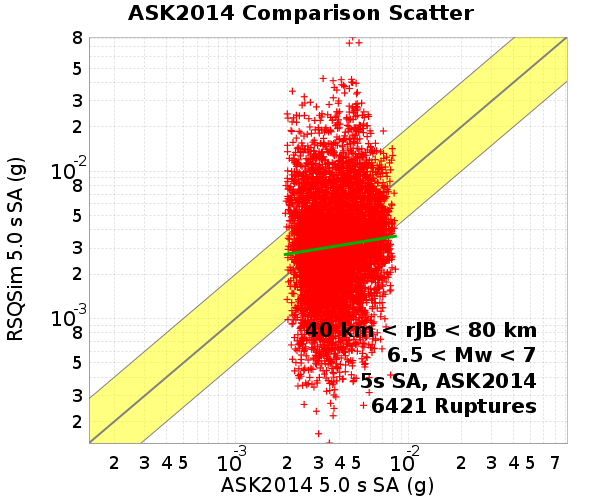 ASK2014 Comparison Scatter
8
5
3
2
10-2
8
5
3
2
10-3
8
5
3
2
RSQSim 5.0 s SA (g)
40 km < rJB < 80 km
6.5 < Mw < 7
5s SA, ASK2014
6421 Ruptures
2 3 4 5 10-3 2 3 4 5 10-2 2 3 4 5 7
ASK2014 5.0 s SA (g)